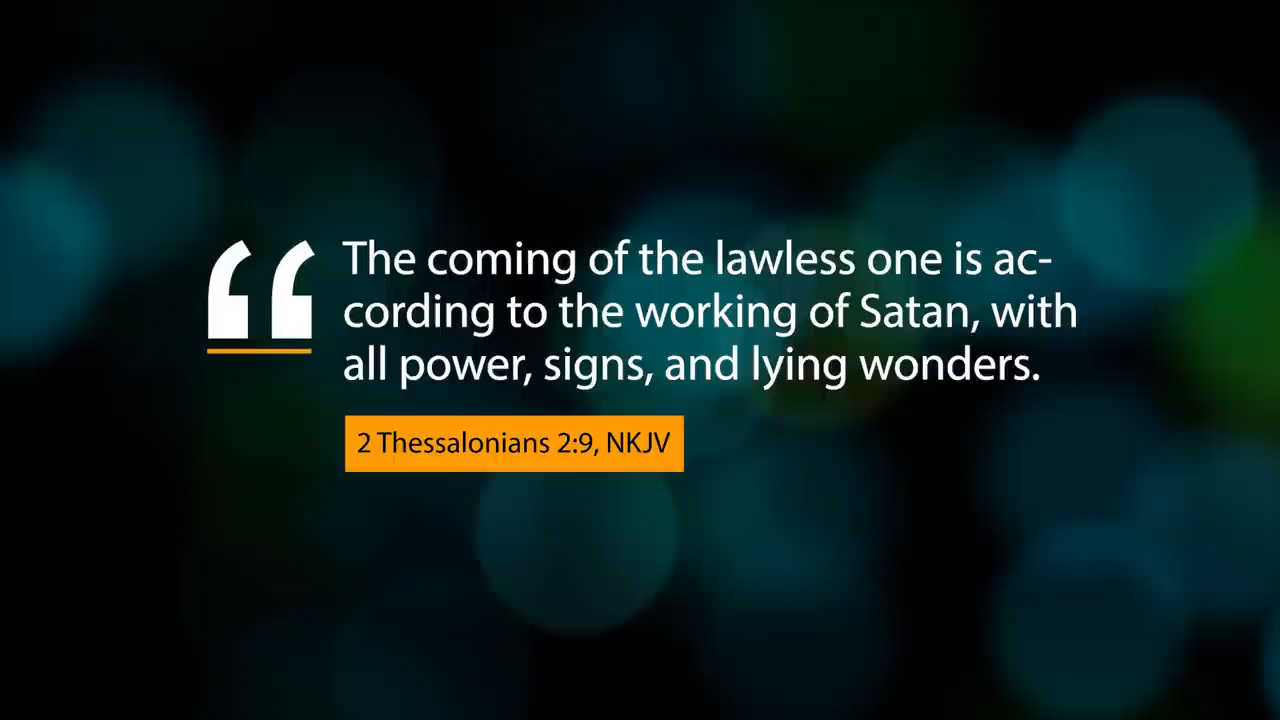 “
The coming of the lawless one is ac-
cording to the working of Satan, with
all power, signs, and lying wonders.
2 Thessalonians 2:9, NKJV